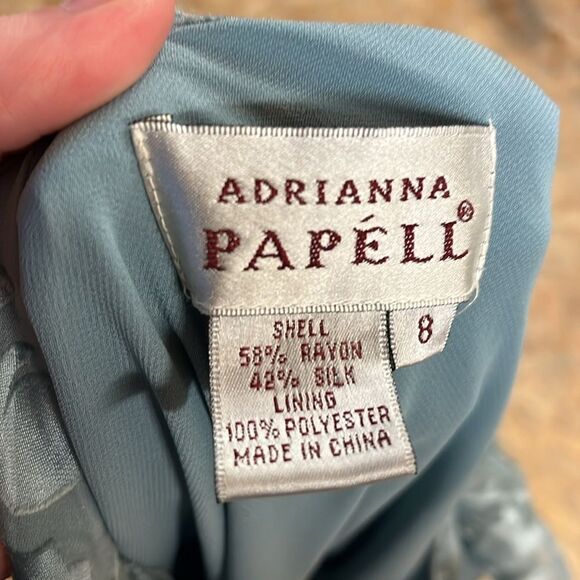 ADRIANNA
PAPÉLL®
8
SHELL
58% RAYON
42% SILK
LINING
100% POLYESTER
MADE IN CHINA